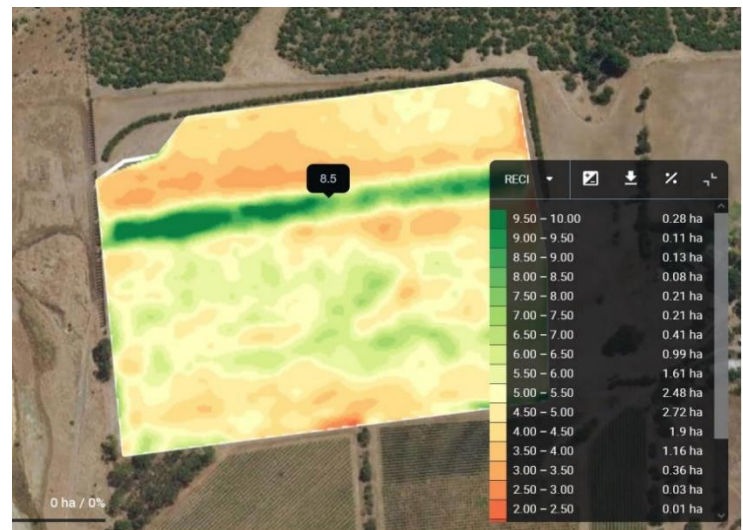 8.5
RECI
9.50 – 10.00 0.28 ha
9.00 – 9.50 0.11 ha
8.50 – 9.00 0.13 ha
8.00 – 8.50 0.08 ha
7.50 – 8.00 0.21 ha
7.00 – 7.50 0.21 ha
6.50 – 7.00 0.41 ha
6.00 – 6.50 0.99 ha
5.50 – 6.00 1.61 ha
5.00 – 5.50 2.48 ha
4.50 – 5.00 2.72 ha
4.00 – 4.50 1.9 ha
3.50 – 4.00 1.16 ha
3.00 – 3.50 0.36 ha
2.50 – 3.00 0.03 ha
2.00 – 2.50 0.01 ha
0 ha / 0%